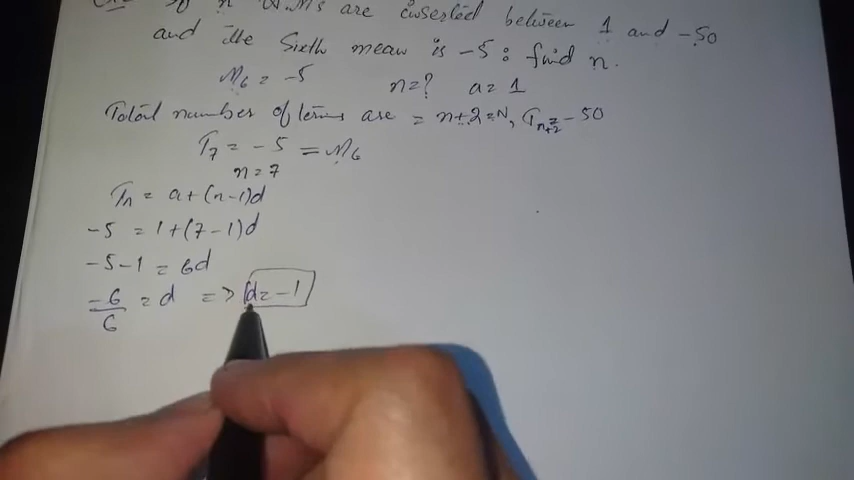 If n A.Ms are inserted between 1 and -50
and the Sixth mean is -5 : find n.
M6 = -5 n=? a=1
Total number of terms are = n+2=N, Tn+2=-50
T7 = -5 = M6
n=7
Tn = a+(n-1)d
-5 = 1+(7-1)d
-5-1 = 6d
-6/6 = d => d=-1